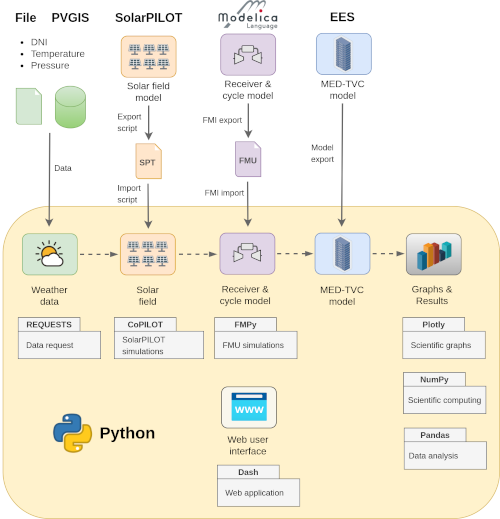 File PVGIS SolarPILOT Modelica EES
Language
• DNI
• Temperature
• Pressure
Solar field
model
Receiver &
cycle model
MED-TVC
model
Export
script
FMI export
SPT
FMU
Model
export
Data
Import
script
FMI import
Weather
data
Solar
field
Receiver &
cycle model
MED-TVC
model
Graphs &
Results
REQUESTS
Data request
CoPILOT
SolarPILOT
simulations
FMPy
FMU simulations
Plotly
Scientific graphs
NumPy
Scientific computing
Pandas
Data analysis
Python
WWW
Web user
interface
Dash
Web application